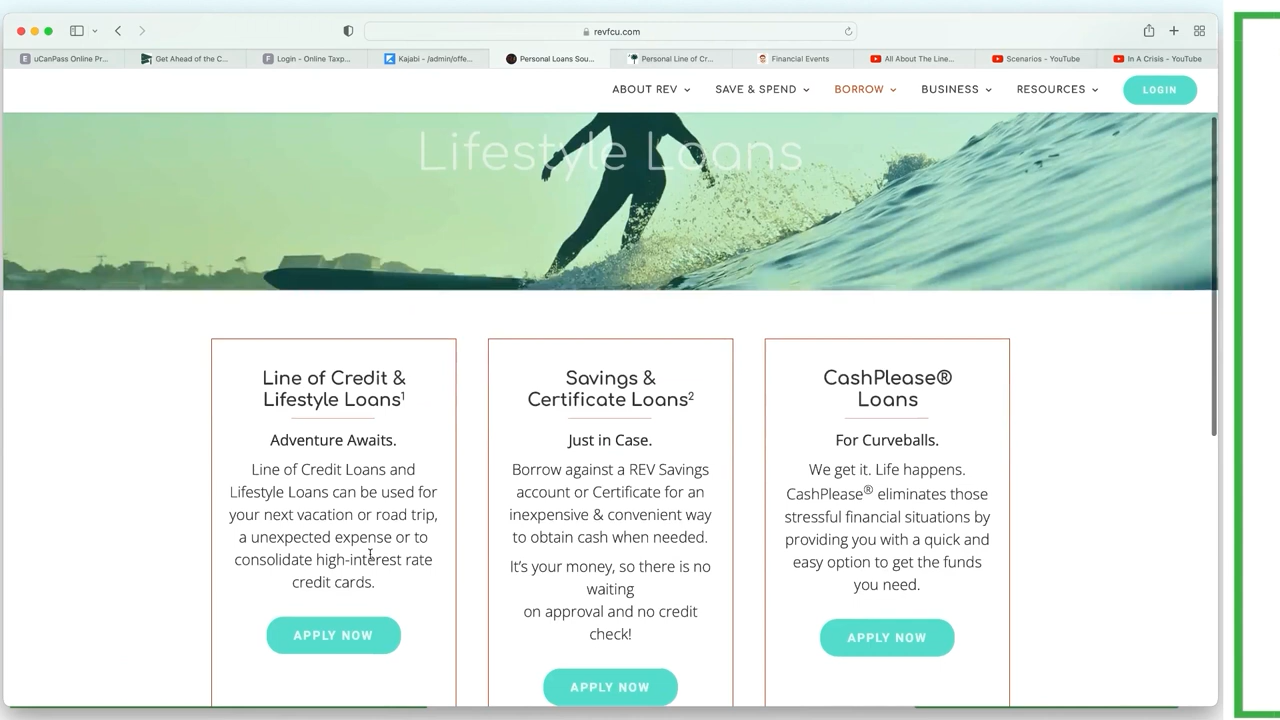 revfcu.com
uCanPass Online Pr...
Get Ahead of the C...
Login – Online Taxp...
Kajabi - /admin/offe...
Personal Loans Sou...
Personal Line of Cr...
Financial Events
All About The Line...
Scenarios - YouTube
In A Crisis - YouTube
ABOUT REV
SAVE & SPEND
BORROW
BUSINESS
RESOURCES
LOGIN
Lifestyle Loans
Line of Credit &
Lifestyle Loans¹
Adventure Awaits.
Line of Credit Loans and
Lifestyle Loans can be used for
your next vacation or road trip,
a unexpected expense or to
consolidate high-interest rate
credit cards.
APPLY NOW
Savings &
Certificate Loans²
Just in Case.
Borrow against a REV Savings
account or Certificate for an
inexpensive & convenient way
to obtain cash when needed.
It's your money, so there is no
waiting
on approval and no credit
check!
APPLY NOW
CashPlease®
Loans
For Curveballs.
We get it. Life happens.
CashPlease® eliminates those
stressful financial situations by
providing you with a quick and
easy option to get the funds
you need.
APPLY NOW